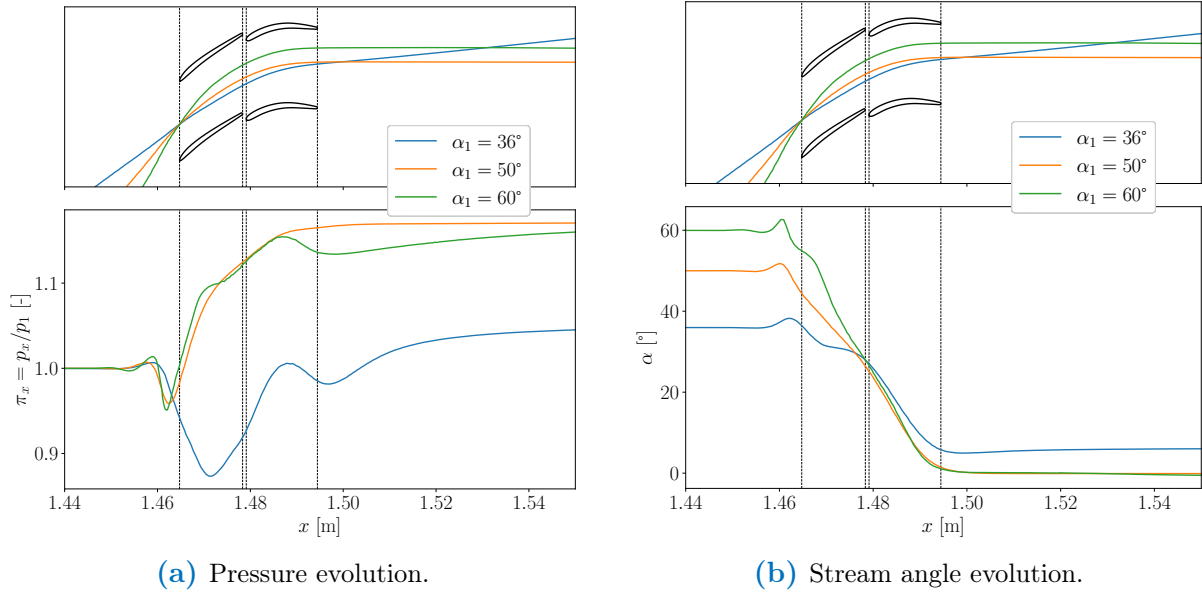 α₁ = 36°
α₁ = 50°
α₁ = 60°
1.1
1.0
0.9
πₓ = pₓ/p₁ [-]
1.44 1.46 1.48 1.50 1.52 1.54
x [m]
(a) Pressure evolution.
α₁ = 36°
α₁ = 50°
α₁ = 60°
60
40
20
0
α [°]
1.44 1.46 1.48 1.50 1.52 1.54
x [m]
(b) Stream angle evolution.